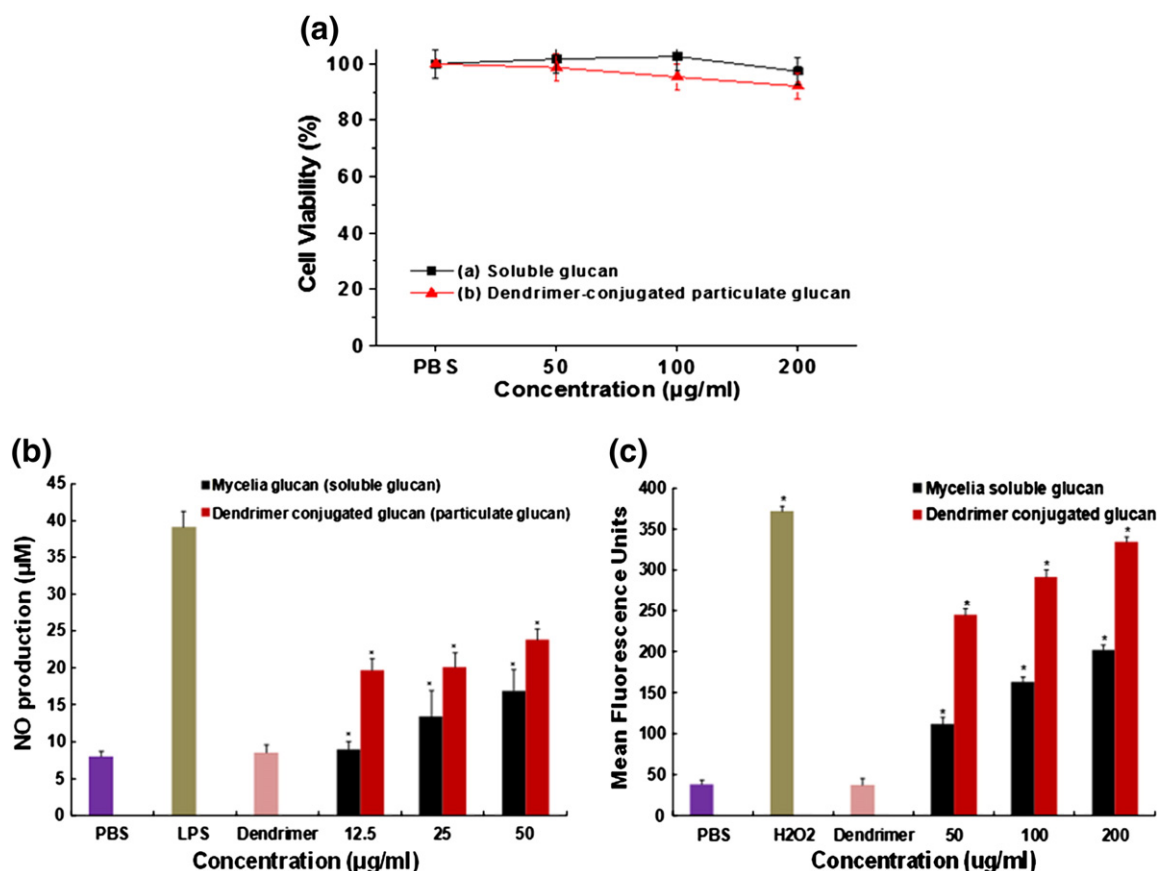 (a)
100
80
60
40
20
0
Cell Viability (%)
(a) Soluble glucan
(b) Dendrimer-conjugated particulate glucan
PBS 50 100 200
Concentration (µg/ml)
(b)
45
40
35
30
25
20
15
10
5
0
NO production (µM)
Mycelia glucan (soluble glucan)
Dendrimer conjugated glucan (particulate glucan)
* * * * * *
PBS LPS Dendrimer 12.5 25 50
Concentration (µg/ml)
(c)
400
350
300
250
200
150
100
50
0
Mean Fluorescence Units
Mycelia soluble glucan
Dendrimer conjugated glucan
* * * * * * *
PBS H2O2 Dendrimer 50 100 200
Concentration (ug/ml)